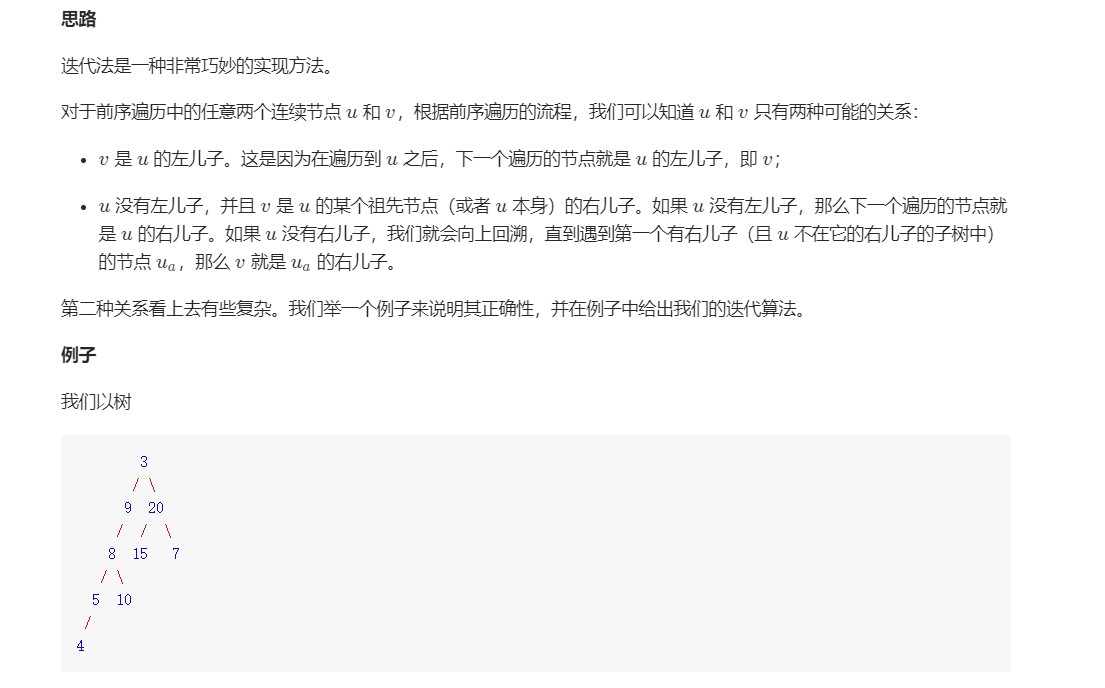 思路
迭代法是一种非常巧妙的实现方法。
对于前序遍历中的任意两个连续节点 u 和 v，根据前序遍历的流程，我们可以知道 u 和 v 只有两种可能的关系：
• v 是 u 的左儿子。这是因为在遍历到 u 之后，下一个遍历的节点就是 u 的左儿子，即 v；
• u 没有左儿子，并且 v 是 u 的某个祖先节点（或者 u 本身）的右儿子。如果 u 没有左儿子，那么下一个遍历的节点就
是 u 的右儿子。如果 u 没有右儿子，我们就会向上回溯，直到遇到第一个有右儿子（且 u 不在它的右儿子的子树中）
的节点 u_a，那么 v 就是 u_a 的右儿子。
第二种关系看上去有些复杂。我们举一个例子来说明其正确性，并在例子中给出我们的迭代算法。
例子
我们以树
3
/ \
9 20
/ / \
8 15 7
/ \
5 10
/
4